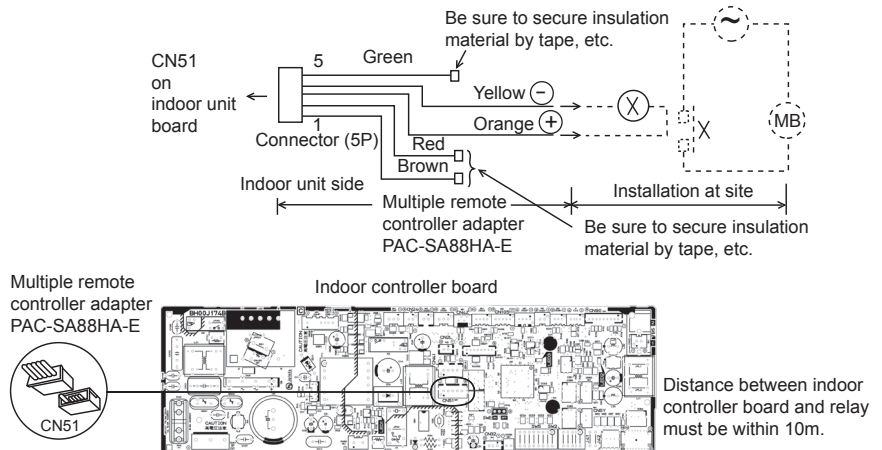 Be sure to secure insulation
material by tape, etc.
CN51
on
indoor unit
board
5
Green
Yellow −
Orange +
X
X
MB
~
1
Connector (5P)
Red
Brown
Indoor unit side
Multiple remote
controller adapter
PAC-SA88HA-E
Installation at site
Be sure to secure insulation
material by tape, etc.
Multiple remote
controller adapter
PAC-SA88HA-E
Indoor controller board
BH00J174
CN51
CAUTION
Distance between indoor
controller board and relay
must be within 10m.